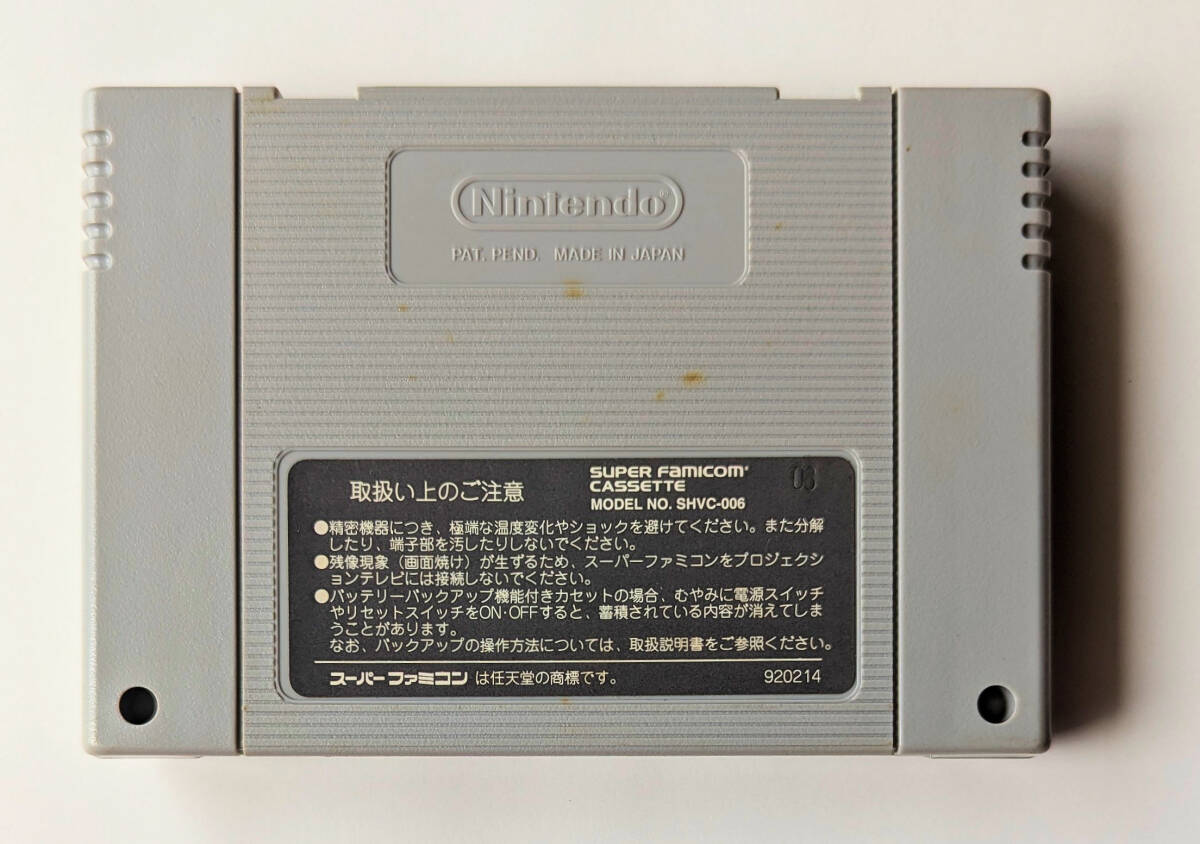 Nintendo®
PAT. PEND. MADE IN JAPAN
取扱い上のご注意
SUPER FAMICOM
CASSETTE
MODEL NO. SHVC-006
03
●精密機器につき、極端な温度変化やショックを避けてください。また分解
したり、端子部を汚したりしないでください。
●残像現象（画面焼け）が生ずるため、スーパーファミコンをプロジェクシ
ョンテレビには接続しないでください。
●バッテリーバックアップ機能付きカセットの場合、むやみに電源スイッチ
やリセットスイッチをON・OFFすると、蓄積されている内容が消えてしま
うことがあります。
なお、バックアップの操作方法については、取扱説明書をご参照ください。
スーパーファミコン は任天堂の商標です。
920214